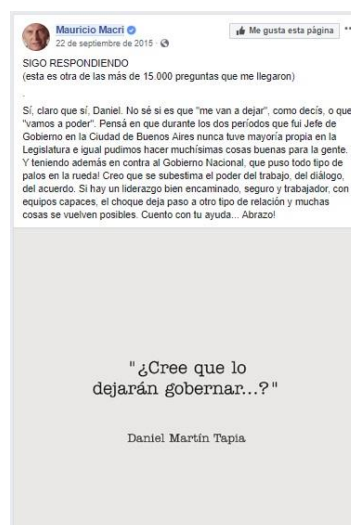 Mauricio Macri
Me gusta esta página
22 de septiembre de 2015 ·
SIGO RESPONDIENDO
(esta es otra de las más de 15.000 preguntas que me llegaron)
.
Sí, claro que sí, Daniel. No sé si es que "me van a dejar", como decís, o que
"vamos a poder". Pensá en que durante los dos períodos que fui Jefe de
Gobierno en la Ciudad de Buenos Aires nunca tuve mayoría propia en la
Legislatura e igual pudimos hacer muchísimas cosas buenas para la gente.
Y teniendo además en contra al Gobierno Nacional, que puso todo tipo de
palos en la rueda! Creo que se subestima el poder del trabajo, del diálogo,
del acuerdo. Si hay un liderazgo bien encaminado, seguro y trabajador, con
equipos capaces, el choque deja paso a otro tipo de relación y muchas
cosas se vuelven posibles. Cuento con tu ayuda... Abrazo!
"¿Cree que lo
dejarán gobernar...?"
Daniel Martín Tapia